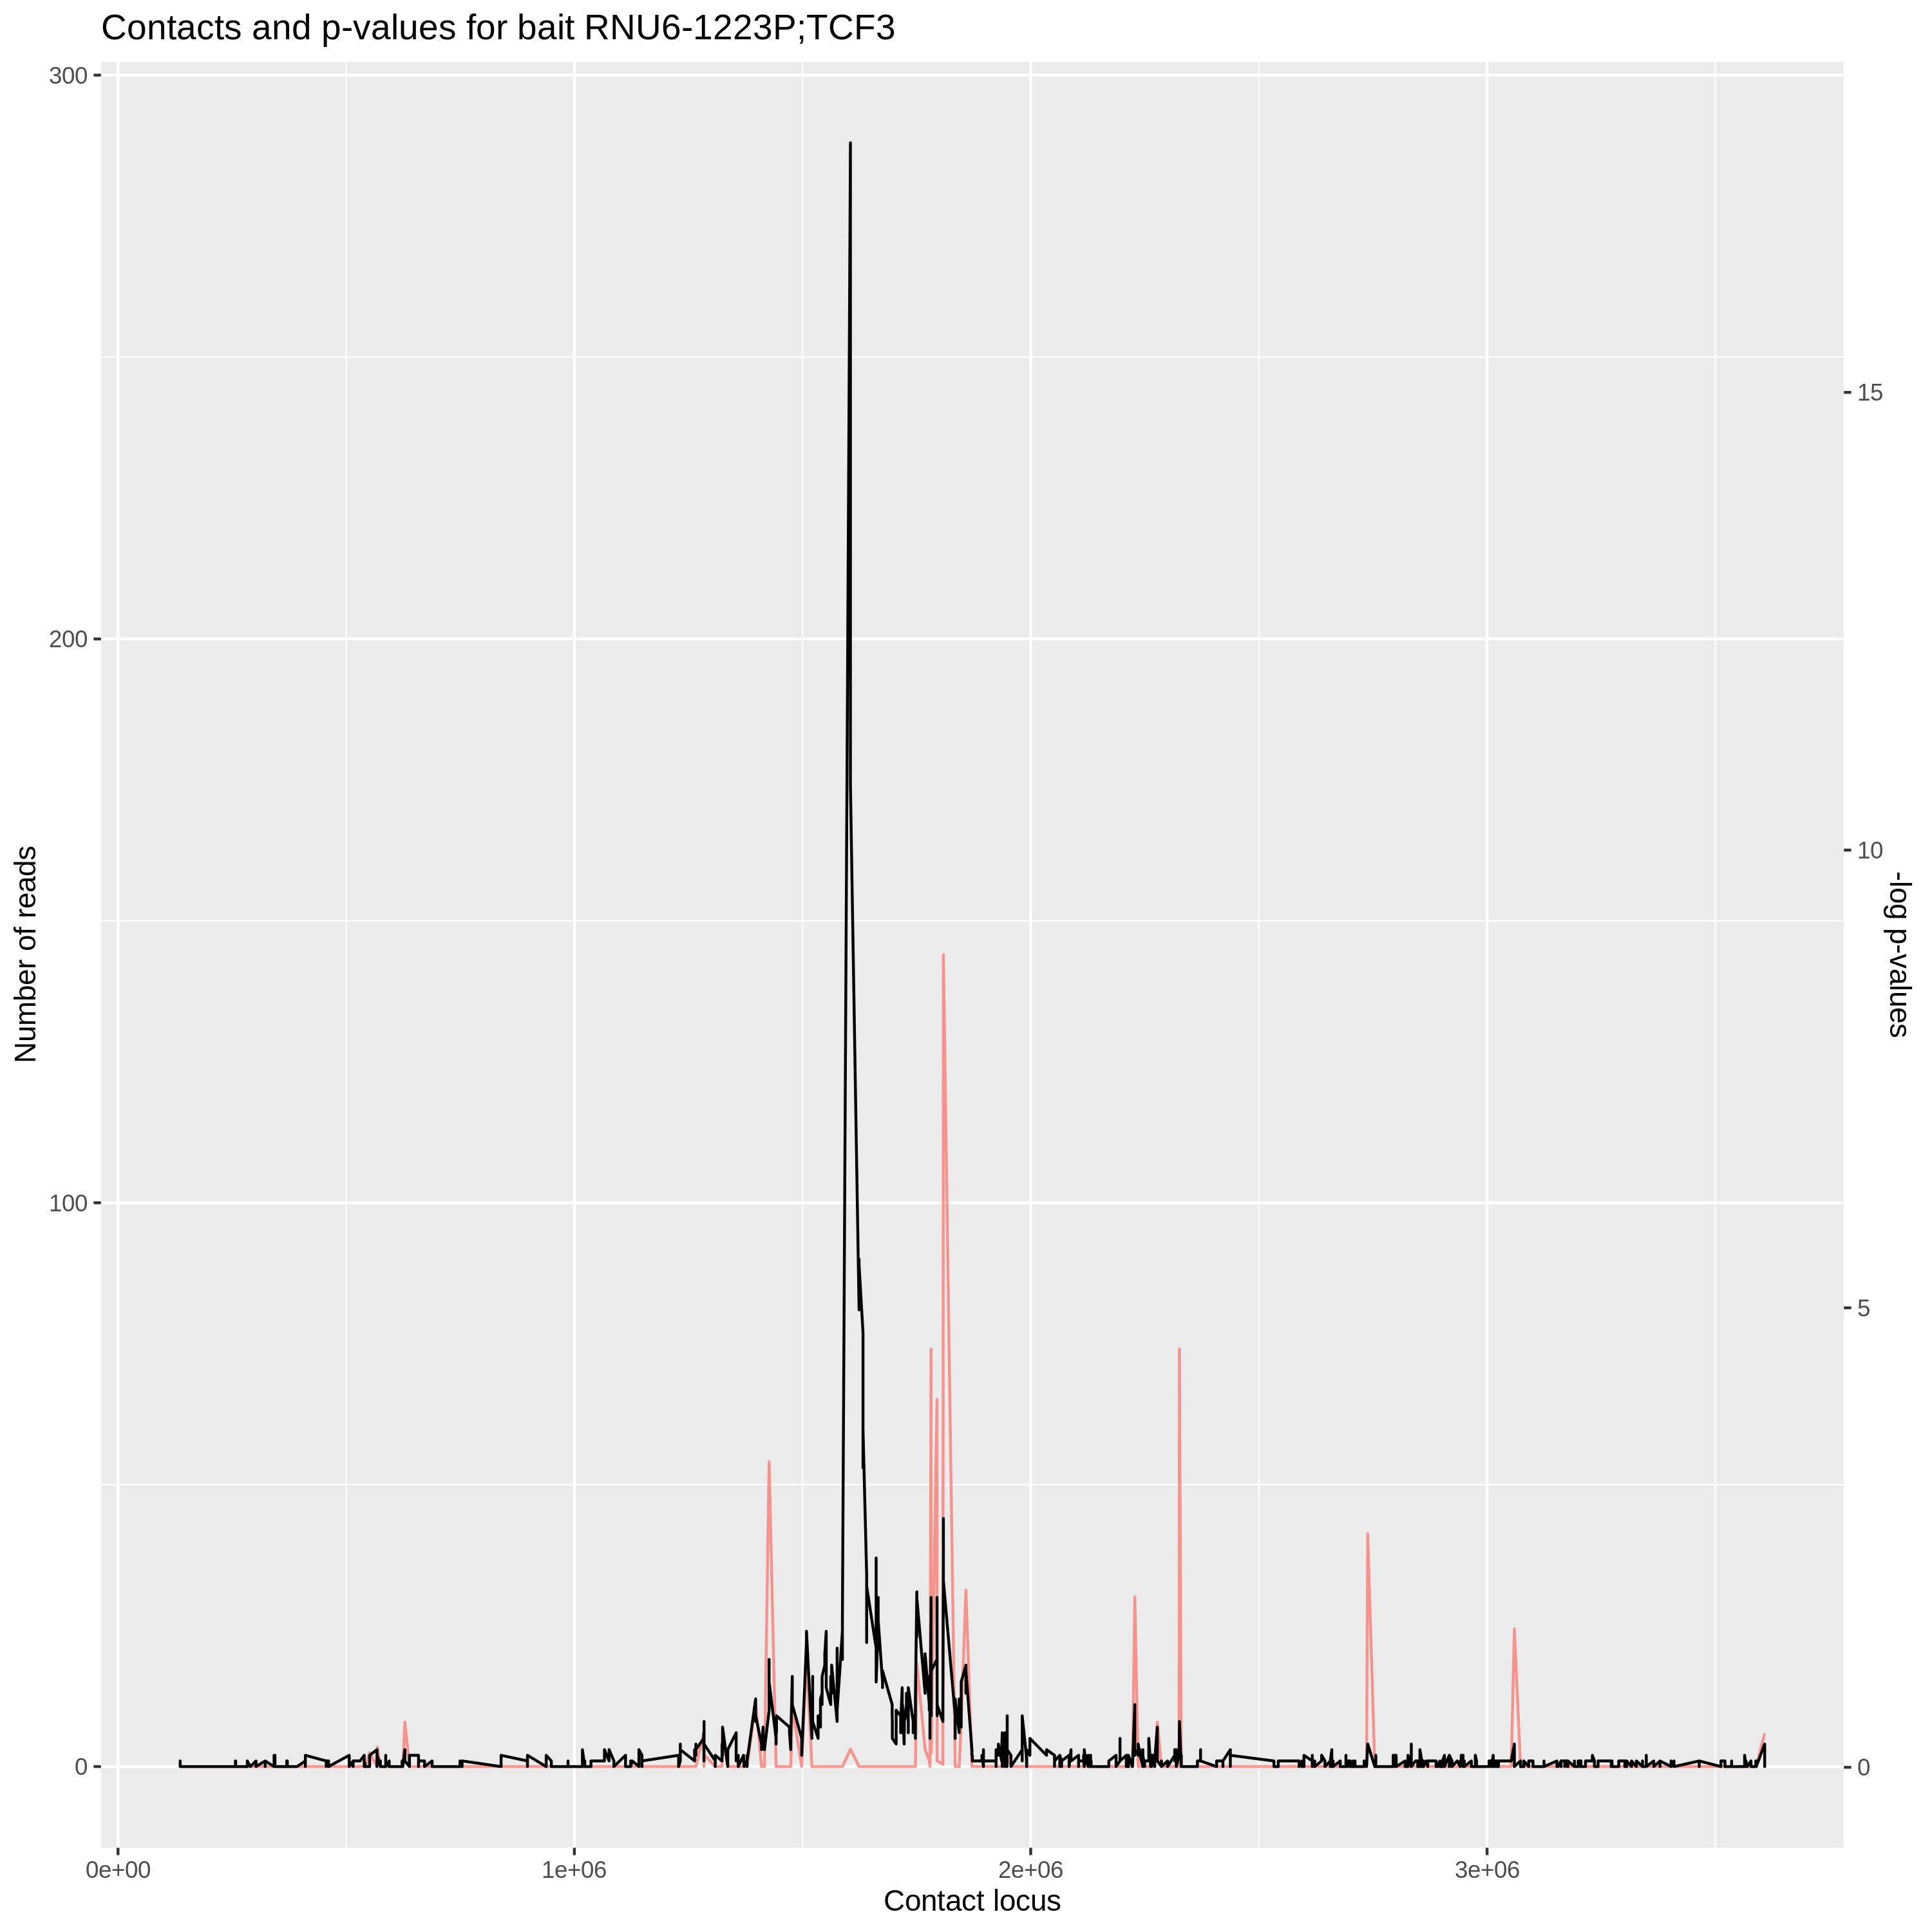 Contacts and p-values for bait RNU6-1223P;TCF3
300
200
100
0
Number of reads
15
10
5
0
-log p-values
0e+00
1e+06
2e+06
3e+06
Contact locus